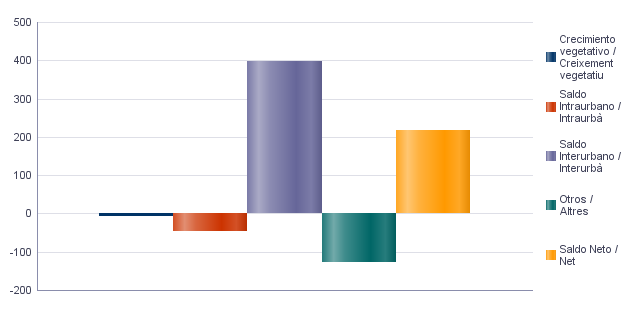 500
400
300
200
100
0
-100
-200
Crecimiento
vegetativo /
Creixement
vegetatiu
Saldo
Intraurbano /
Intraurbà
Saldo
Interurbano /
Interurbà
Otros /
Altres
Saldo Neto /
Net